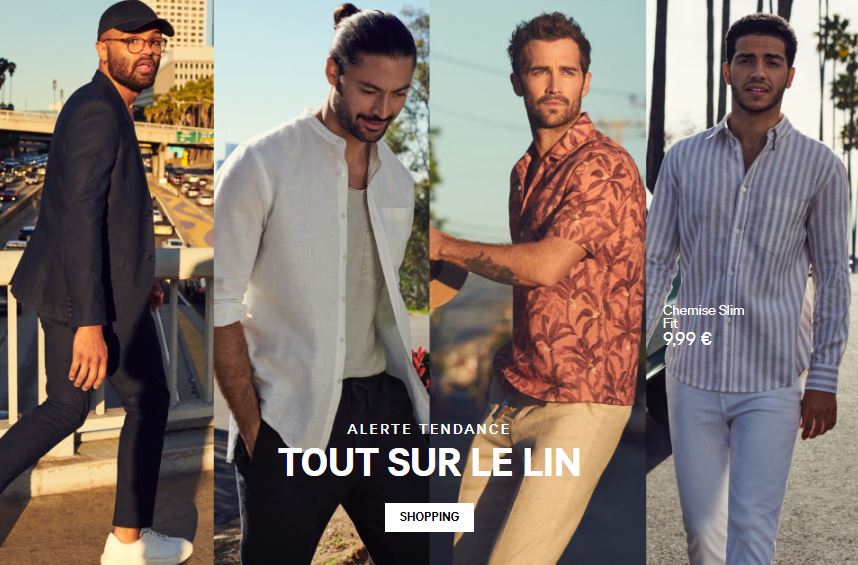 Chemise Slim
Fit
9,99 €
ALERTE TENDANCE
TOUT SUR LE LIN
SHOPPING